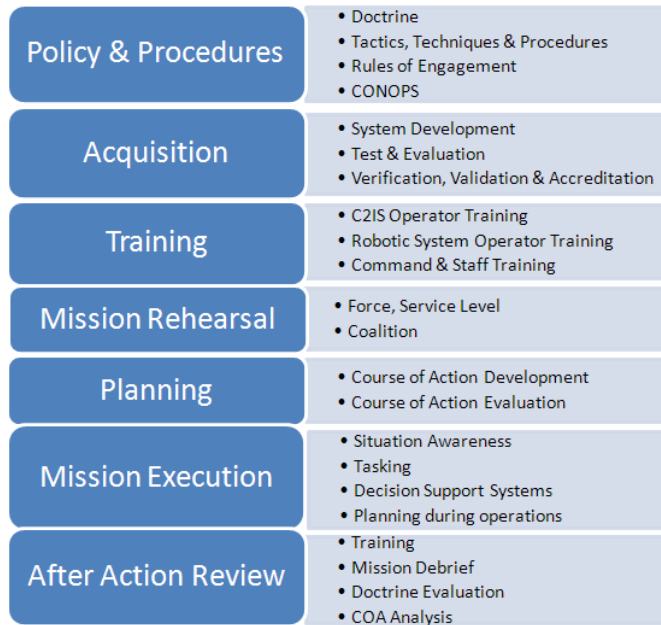 Policy & Procedures
• Doctrine
• Tactics, Techniques & Procedures
• Rules of Engagement
• CONOPS
Acquisition
• System Development
• Test & Evaluation
• Verification, Validation & Accreditation
Training
• C2IS Operator Training
• Robotic System Operator Training
• Command & Staff Training
Mission Rehearsal
• Force, Service Level
• Coalition
Planning
• Course of Action Development
• Course of Action Evaluation
Mission Execution
• Situation Awareness
• Tasking
• Decision Support Systems
• Planning during operations
After Action Review
• Training
• Mission Debrief
• Doctrine Evaluation
• COA Analysis